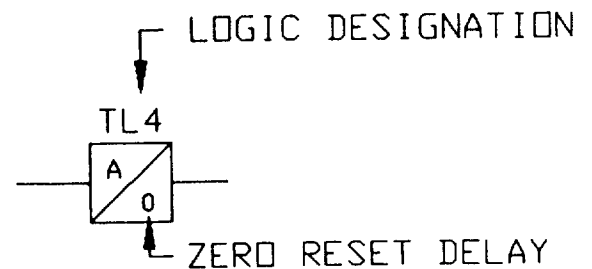 LOGIC DESIGNATION
TL4
A
0
ZERO RESET DELAY